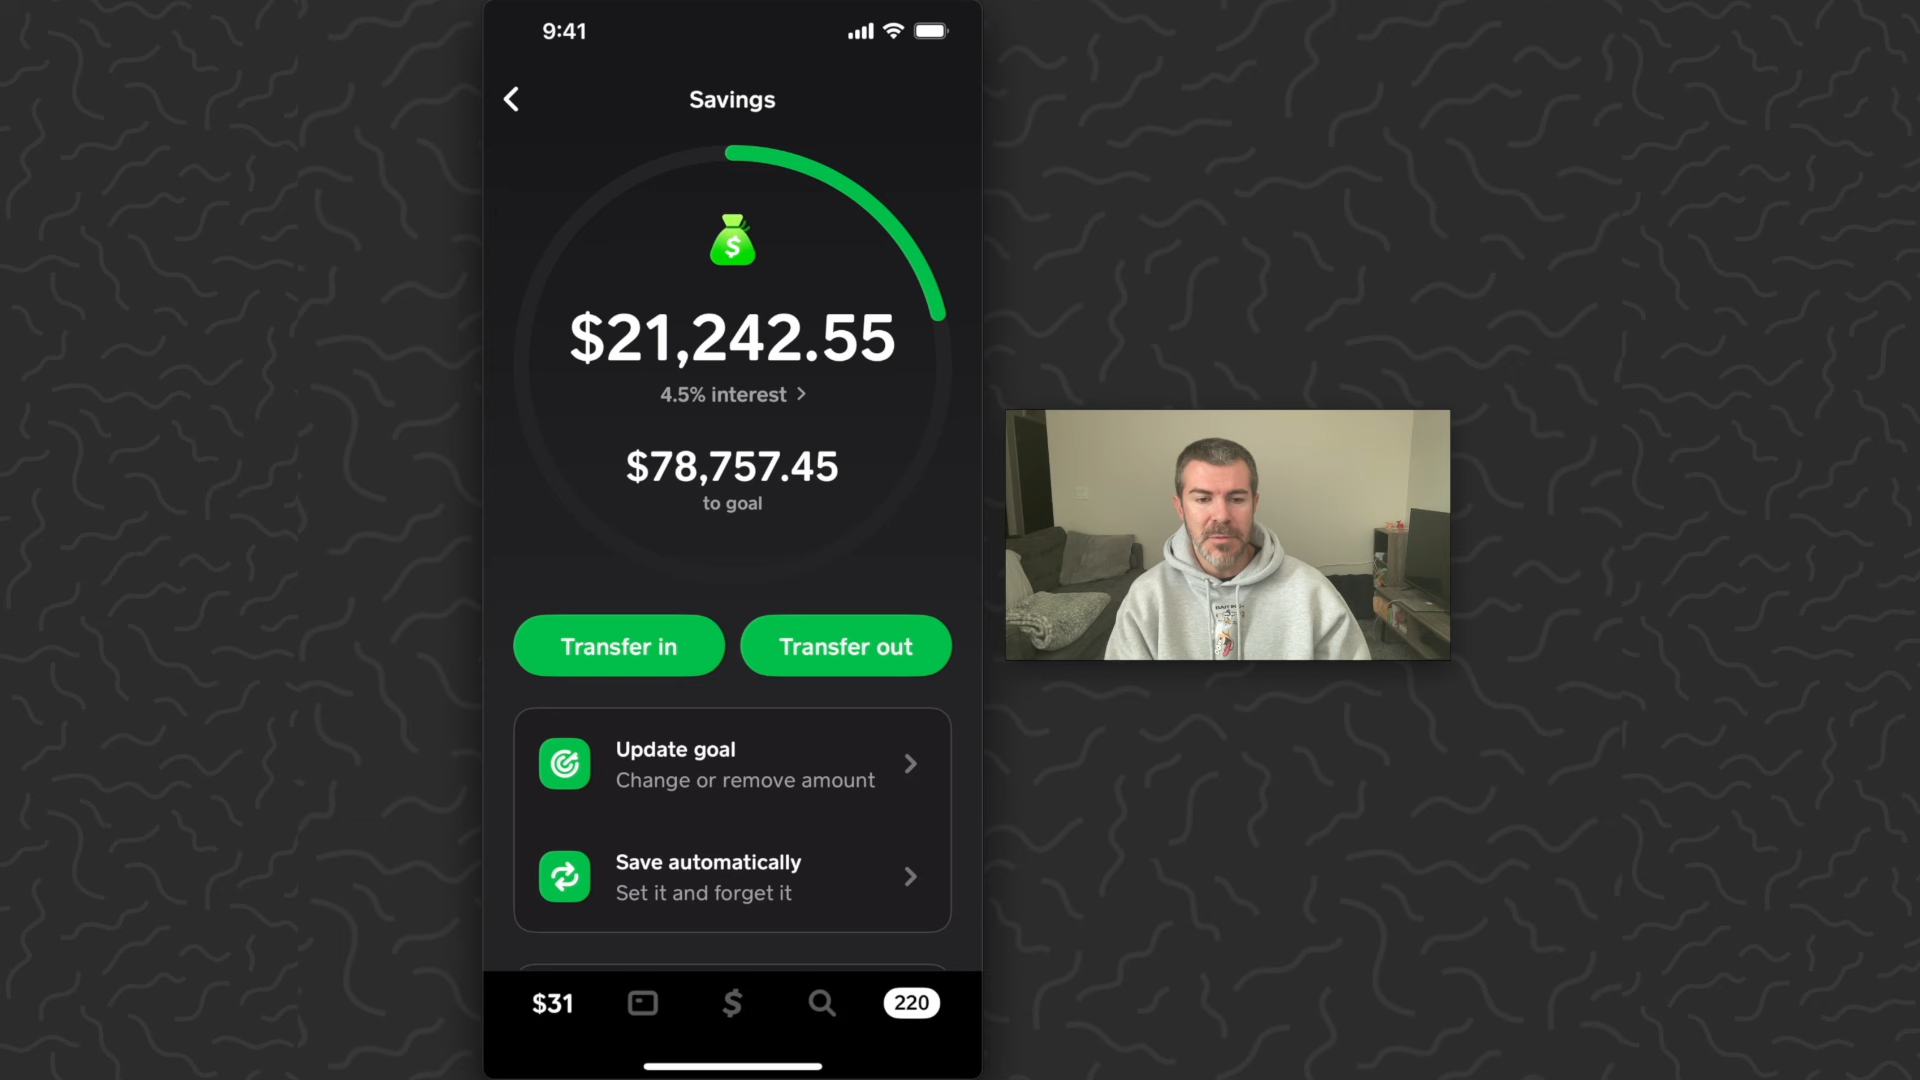 9:41
Savings
$21,242.55
4.5% interest
$78,757.45
to goal
Transfer in
Transfer out
Update goal
Change or remove amount
Save automatically
Set it and forget it
$31
220